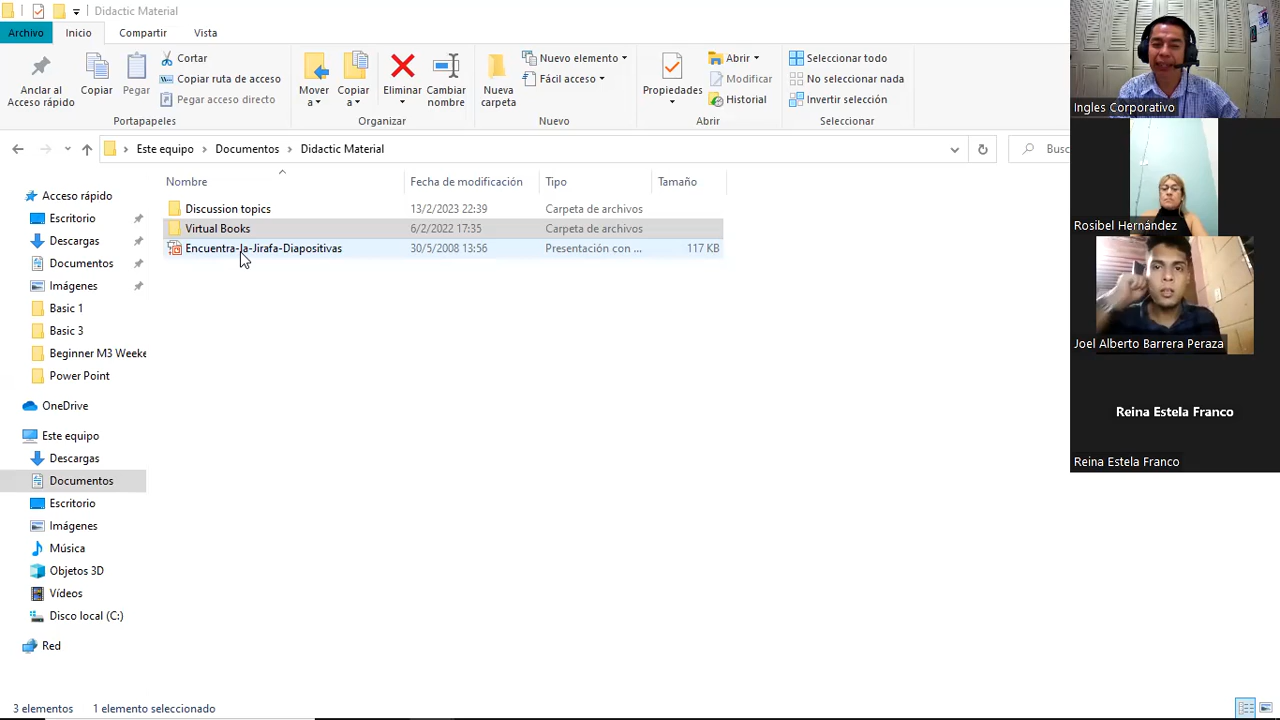 Didactic Material
Archivo Inicio Compartir Vista
Anclar al Acceso rápido
Copiar
Pegar
Cortar
Copiar ruta de acceso
Pegar acceso directo
Portapapeles
Mover a
Copiar a
Eliminar
Cambiar nombre
Organizar
Nueva carpeta
Nuevo elemento
Fácil acceso
Nuevo
Propiedades
Abrir
Modificar
Historial
Abrir
Seleccionar todo
No seleccionar nada
Invertir selección
Seleccionar
Este equipo Documentos Didactic Material
Busc
Nombre Fecha de modificación Tipo Tamaño
Discussion topics 13/2/2023 22:39 Carpeta de archivos
Virtual Books 6/2/2022 17:35 Carpeta de archivos
Encuentra-la-Jirafa-Diapositivas 30/5/2008 13:56 Presentación con ... 117 KB
Acceso rápido
Escritorio
Descargas
Documentos
Imágenes
Basic 1
Basic 3
Beginner M3 Weeke
Power Point
OneDrive
Este equipo
Descargas
Documentos
Escritorio
Imágenes
Música
Objetos 3D
Vídeos
Disco local (C:)
Red
3 elementos 1 elemento seleccionado
Ingles Corporativo
Rosibel Hernández
Joel Alberto Barrera Peraza
Reina Estela Franco
Reina Estela Franco